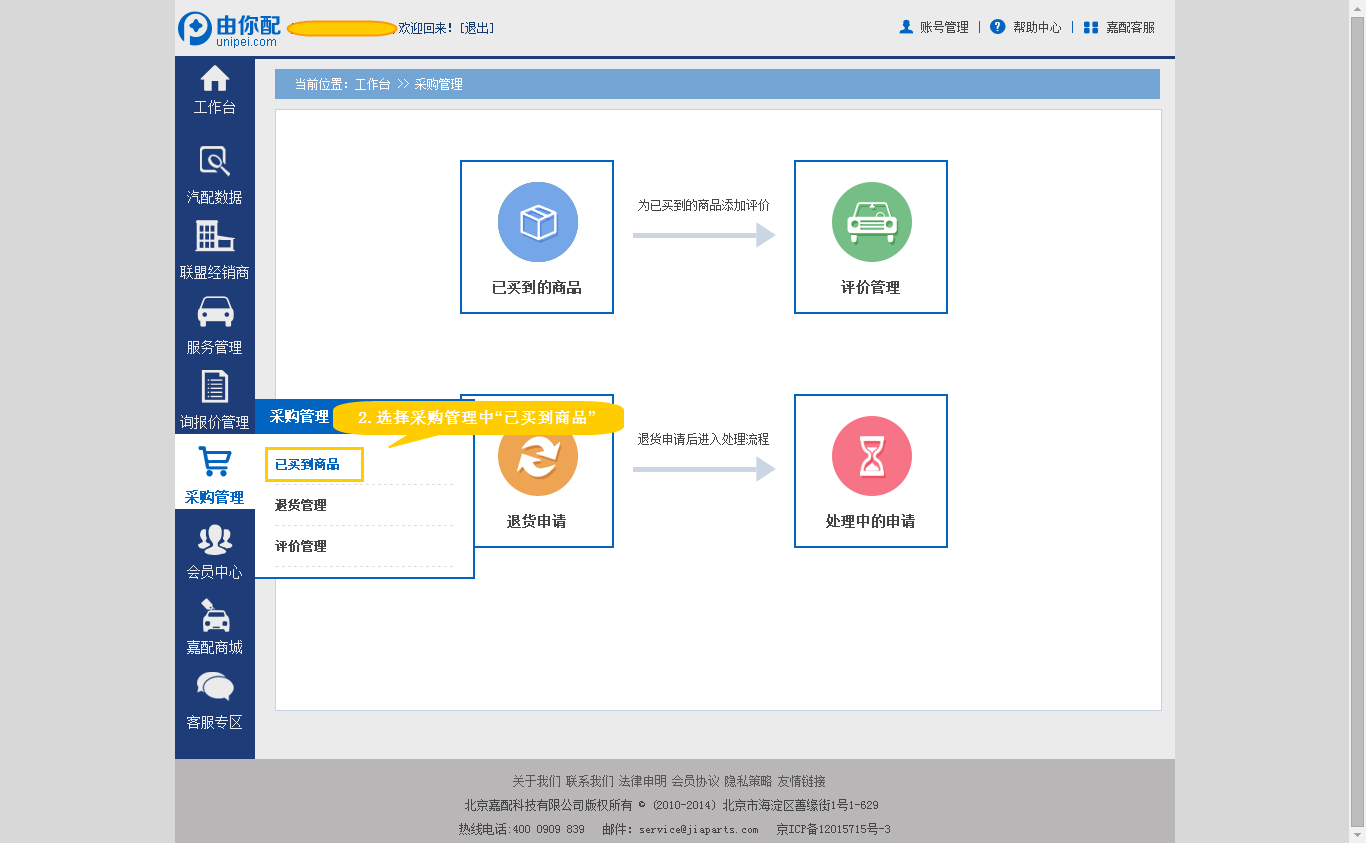 由你配
unipei.com
欢迎回来! [退出]
账号管理 | 帮助中心 | 嘉配客服
当前位置: 工作台 >> 采购管理
工作台
汽配数据
联盟经销商
服务管理
询报价管理
采购管理
会员中心
嘉配商城
客服专区
采购管理
2.选择采购管理中“已买到商品”
已买到商品
退货管理
评价管理
已买到的商品
为已买到的商品添加评价
评价管理
退货申请
退货申请后进入处理流程
处理中的申请
关于我们 联系我们 法律申明 会员协议 隐私策略 友情链接
北京嘉配科技有限公司版权所有 © (2010-2014) 北京市海淀区善缘街1号1-629
热线电话:400 0909 839 邮件: service@jiaparts.com 京ICP备12015715号-3